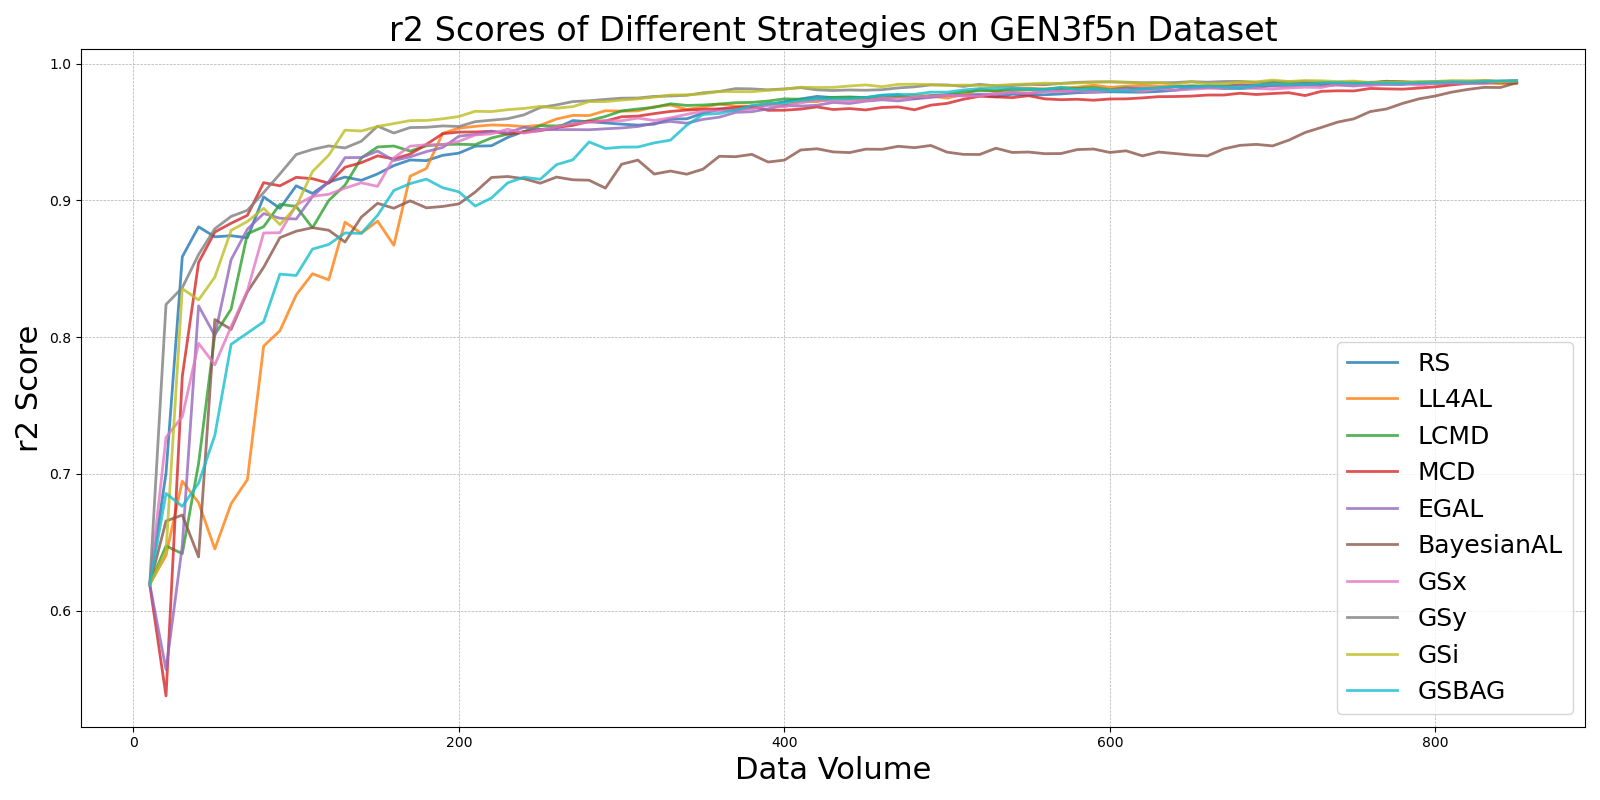 r2 Scores of Different Strategies on GEN3f5n Dataset
1.0
0.9
0.8
0.7
0.6
r2 Score
RS
LL4AL
LCMD
MCD
EGAL
BayesianAL
GSx
GSy
GSi
GSBAG
0 200 400 600 800
Data Volume